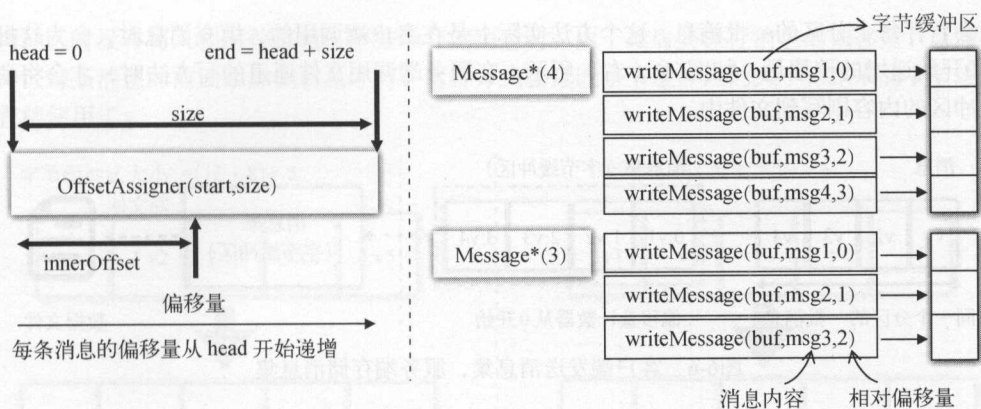 head = 0
end = head + size
size
OffsetAssigner(start,size)
innerOffset
偏移量
每条消息的偏移量从 head 开始递增
字节缓冲区
Message*(4)
writeMessage(buf,msg1,0)
writeMessage(buf,msg2,1)
writeMessage(buf,msg3,2)
writeMessage(buf,msg4,3)
Message*(3)
writeMessage(buf,msg1,0)
writeMessage(buf,msg2,1)
writeMessage(buf,msg3,2)
消息内容
相对偏移量